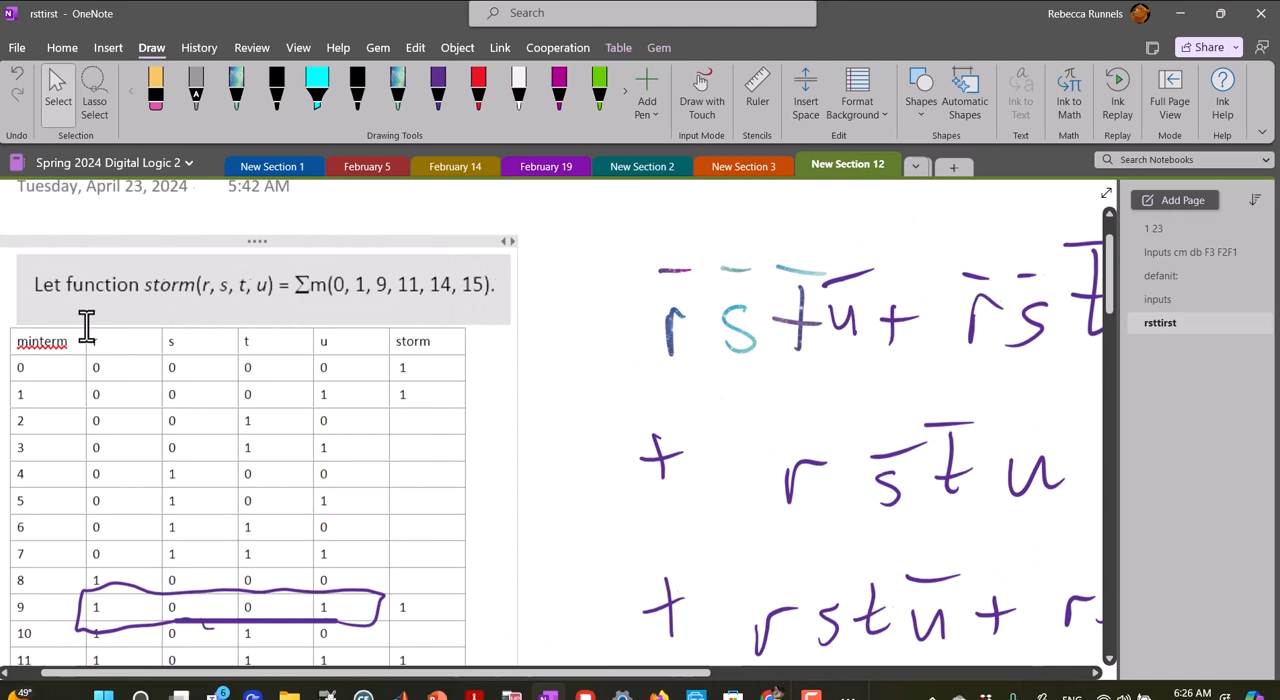 rsttirst - OneNote
Search
Rebecca Runnels
File Home Insert Draw History Review View Help Gem Edit Object Link Cooperation Table Gem
Share
Undo
Select
Lasso Select
Selection
Drawing Tools
Add Pen
Draw with Touch
Input Mode
Ruler
Stencils
Insert Space
Format Background
Edit
Shapes
Automatic Shapes
Shapes
Ink to Text
Text
Ink to Math
Math
Ink Replay
Replay
Full Page View
Mode
Ink Help
Help
Spring 2024 Digital Logic 2
New Section 1 February 5 February 14 February 19 New Section 2 New Section 3 New Section 12
Search Notebooks
Tuesday, April 23, 2024 5:42 AM
Let function storm(r, s, t, u) = ∑m(0, 1, 9, 11, 14, 15).
minterm r s t u storm
0 0 0 0 0 1
1 0 0 0 1 1
2 0 0 1 0
3 0 0 1 1
4 0 1 0 0
5 0 1 0 1
6 0 1 1 0
7 0 1 1 1
8 1 0 0 0
9 1 0 0 1 1
10 1 0 1 0
11 1 0 1 1 1
r̅ s̅ t̅ u̅ + r̅ s̅ t̅
+ r s̅ t̅ u
+ r s t u̅ + r
Add Page
1 23
Inputs cm db F3 F2F1
defanit:
inputs
rsttirst
49°
6
ENG
6:26 AM